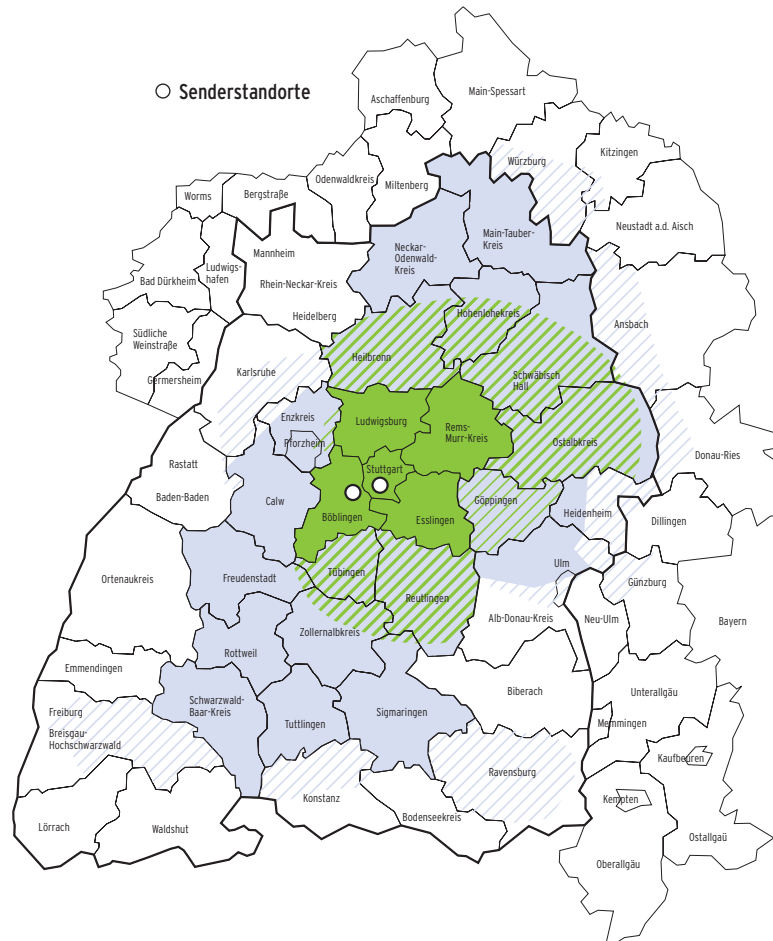 Senderstandorte
Aschaffenburg
Main-Spessart
Würzburg
Kitzingen
Odenwaldkreis
Miltenberg
Worms
Bergstraße
Neustadt a.d. Aisch
Main-Tauber-
Kreis
Neckar-
Odenwald-
Kreis
Mannheim
Ludwigs-
hafen
Bad Dürkheim
Rhein-Neckar-Kreis
Heidelberg
Hohenlohekreis
Ansbach
Südliche
Weinstraße
Heilbronn
Karlsruhe
Germersheim
Schwäbisch
Hall
Enzkreis
Ludwigsburg
Rems-
Murr-Kreis
Pforzheim
Ostalbkreis
Donau-Ries
Rastatt
Stuttgart
Baden-Baden
Calw
Göppingen
Heidenheim
Böblingen
Esslingen
Dillingen
Ulm
Ortenaukreis
Freudenstadt
Tübingen
Reutlingen
Günzburg
Alb-Donau-Kreis
Neu-Ulm
Bayern
Zollernalbkreis
Rottweil
Emmendingen
Biberach
Unterallgäu
Freiburg
Schwarzwald-
Baar-Kreis
Tuttlingen
Sigmaringen
Memmingen
Breisgau-
Hochschwarzwald
Kaufbeuren
Ravensburg
Konstanz
Kempten
Bodenseekreis
Lörrach
Waldshut
Ostallgaü
Oberallgäu